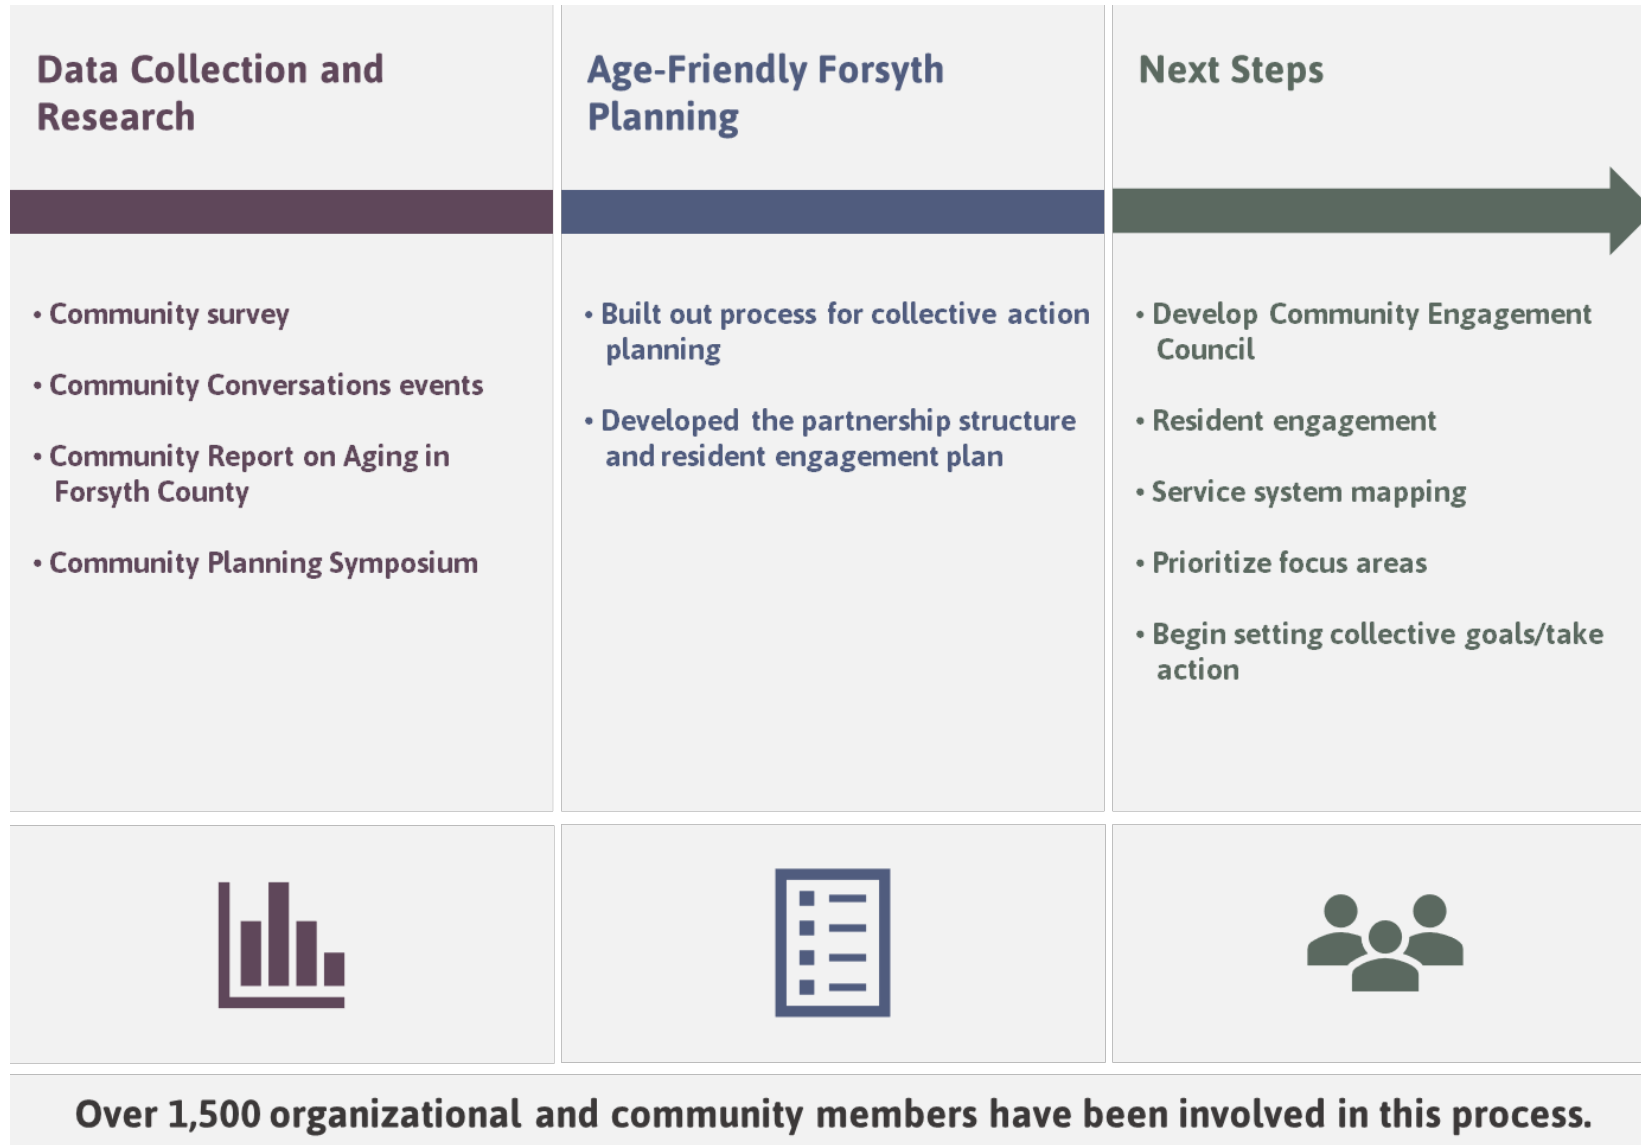 Data Collection and
Research
Age-Friendly Forsyth
Planning
Next Steps
• Community survey
• Community Conversations events
• Community Report on Aging in
Forsyth County
• Community Planning Symposium
• Built out process for collective action
planning
• Developed the partnership structure
and resident engagement plan
• Develop Community Engagement
Council
• Resident engagement
• Service system mapping
• Prioritize focus areas
• Begin setting collective goals/take
action
Over 1,500 organizational and community members have been involved in this process.